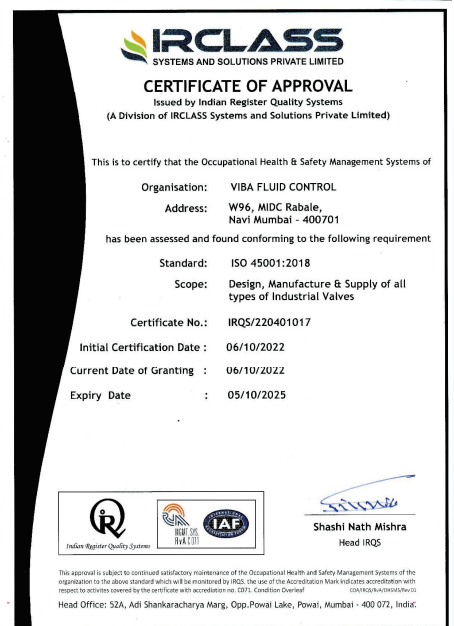 IRCLASS
SYSTEMS AND SOLUTIONS PRIVATE LIMITED
CERTIFICATE OF APPROVAL
Issued by Indian Register Quality Systems
(A Division of IRCLASS Systems and Solutions Private Limited)
This is to certify that the Occupational Health & Safety Management Systems of
Organisation: VIBA FLUID CONTROL
Address: W96, MIDC Rabale,
Navi Mumbai - 400701
has been assessed and found conforming to the following requirement
Standard: ISO 45001:2018
Scope: Design, Manufacture & Supply of all
types of Industrial Valves
Certificate No.: IRQS/220401017
Initial Certification Date : 06/10/2022
Current Date of Granting : 06/10/2022
Expiry Date : 05/10/2025
IRQ
Indian Register Quality Systems
RvA
MGMT. SYS.
RvA C 071
IAF
Shashi Nath Mishra
Head IRQS
This approval is subject to continued satisfactory maintenance of the Occupational Health and Safety Management Systems of the
organization to the above standard which will be monitored by IRQS. the use of the Accreditation Mark indicates accreditation with
respect to activites covered by the certificate with accrediation no. C071. Condition Overleaf
Head Office: 52A, Adi Shankaracharya Marg, Opp.Powai Lake, Powai, Mumbai - 400 072, India.